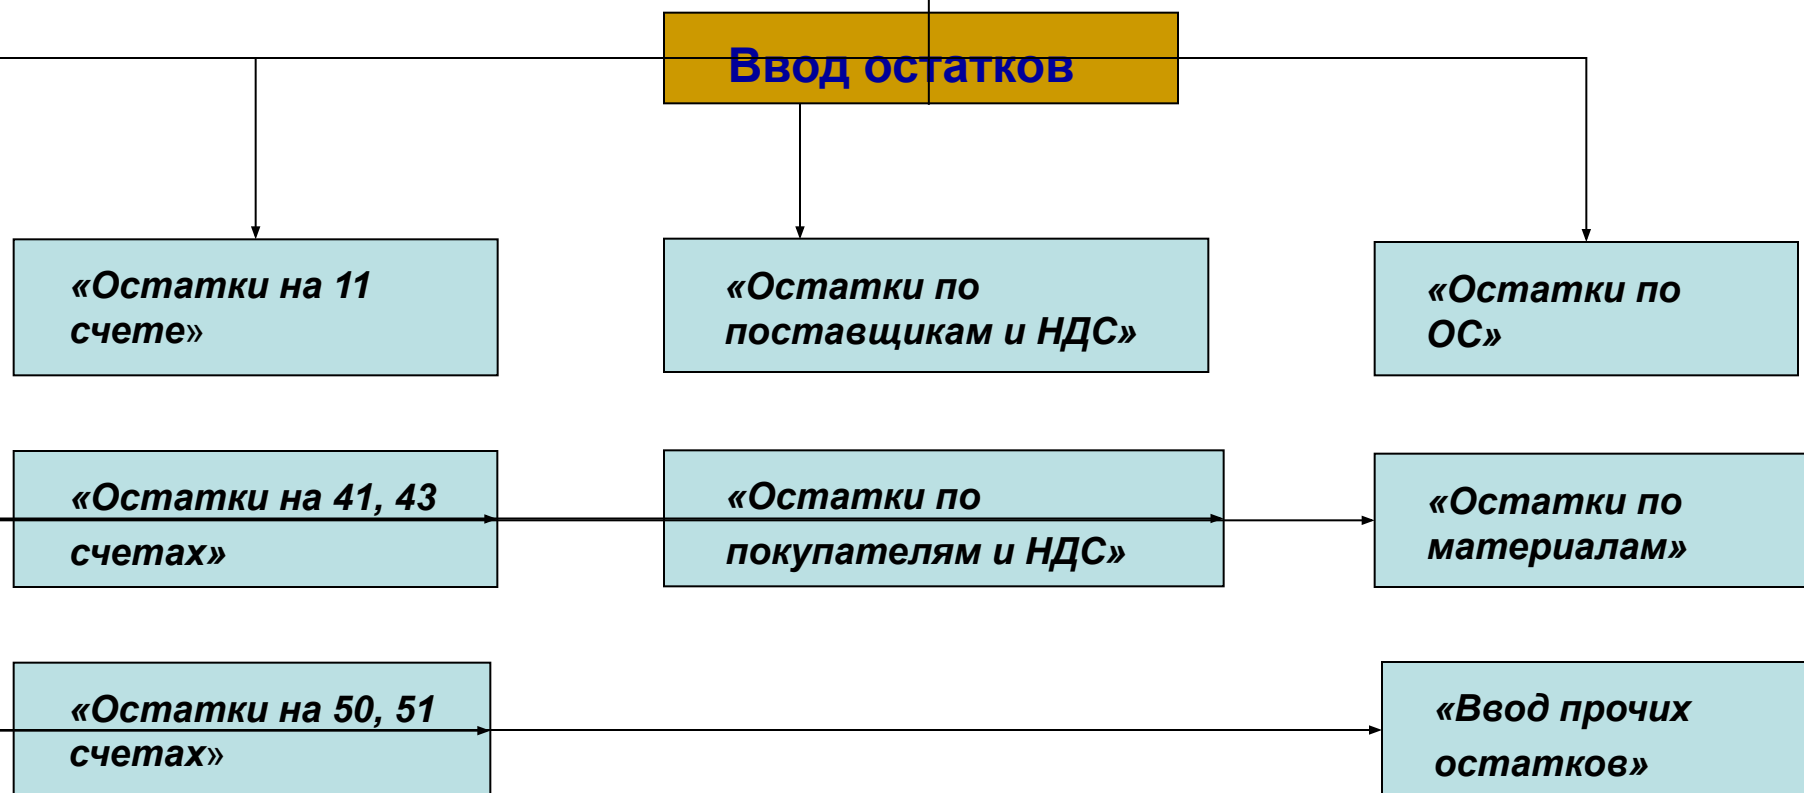 Ввод остатков
«Остатки на 11
счете»
«Остатки по
поставщикам и НДС»
«Остатки по
ОС»
«Остатки на 41, 43
счетах»
«Остатки по
покупателям и НДС»
«Остатки по
материалам»
«Остатки на 50, 51
счетах»
«Ввод прочих
остатков»